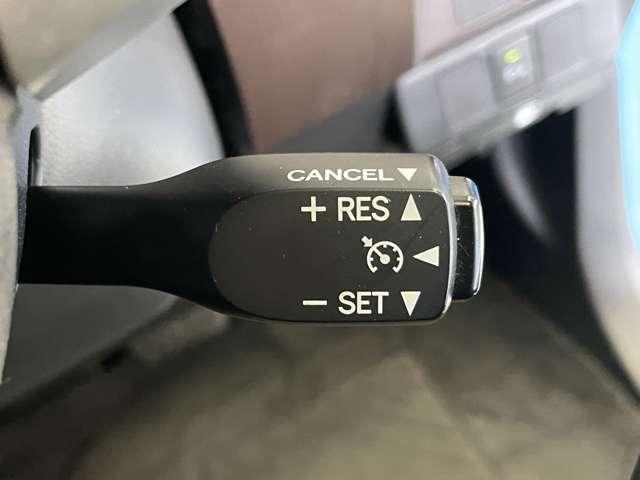 CANCEL ▼
+ RES ▲
◀
− SET ▼